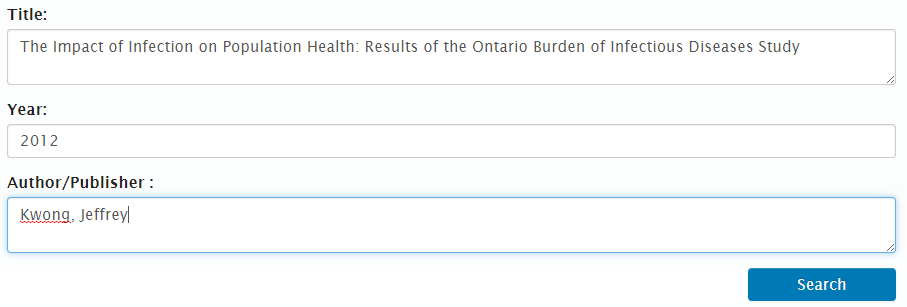 Title:
The Impact of Infection on Population Health: Results of the Ontario Burden of Infectious Diseases Study
Year:
2012
Author/Publisher :
Kwong, Jeffrey
Search